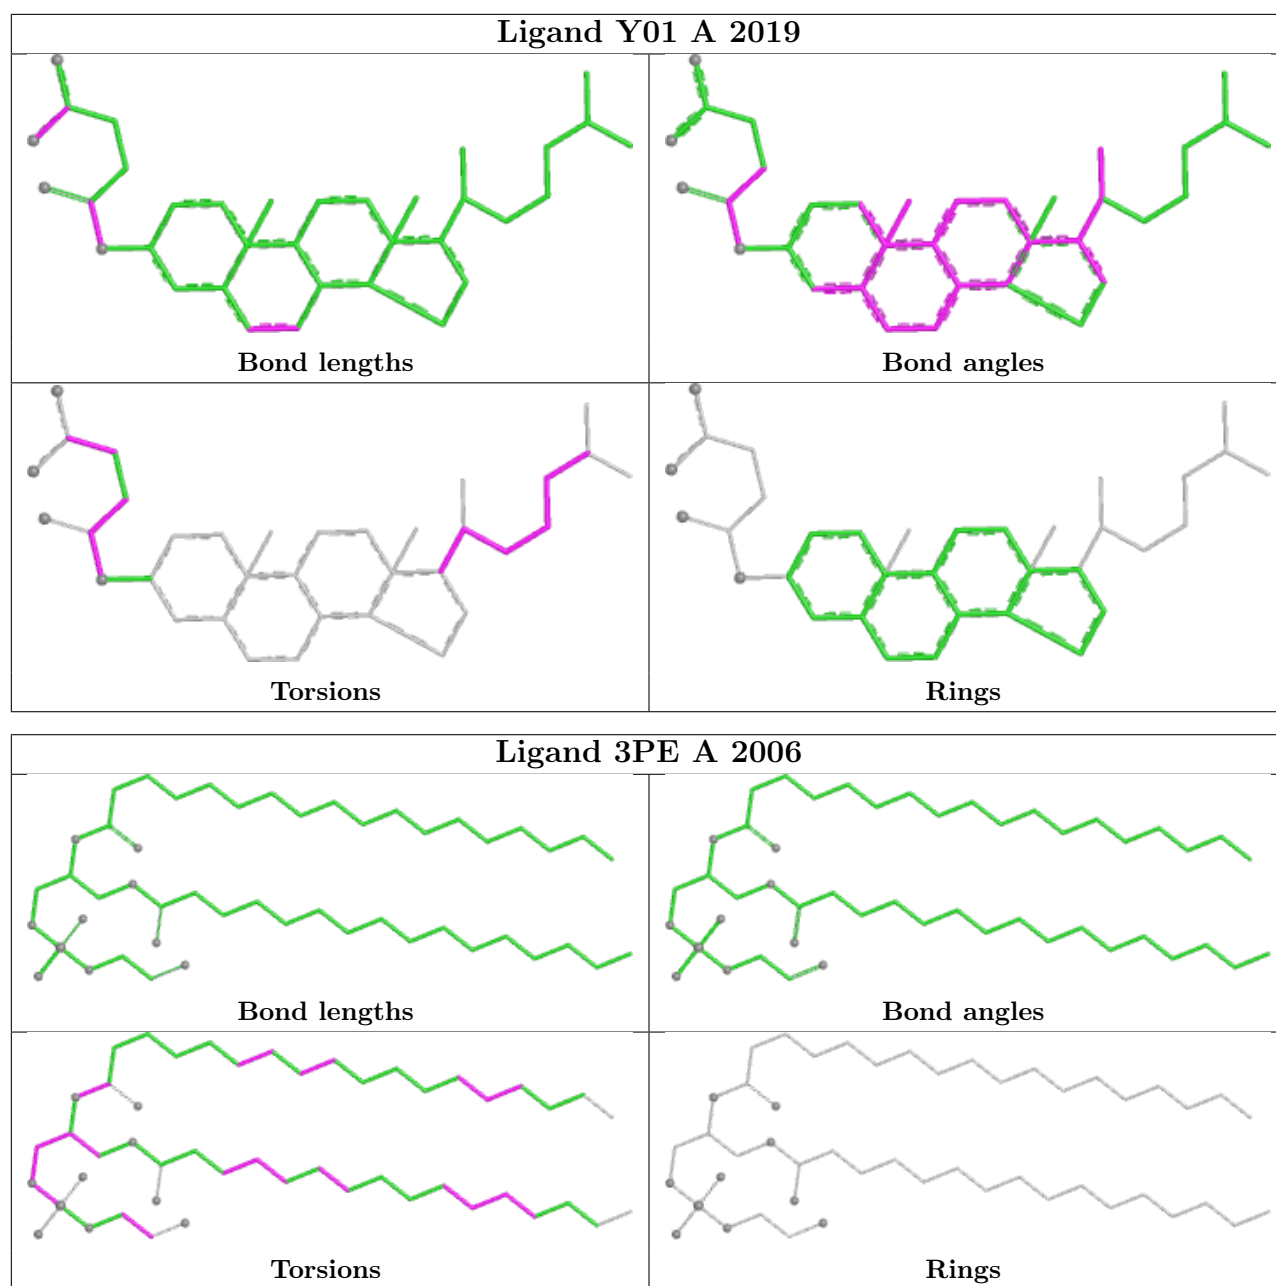 Ligand Y01 A 2019
Bond lengths
Bond angles
Torsions
Rings
Ligand 3PE A 2006
Bond lengths
Bond angles
Torsions
Rings